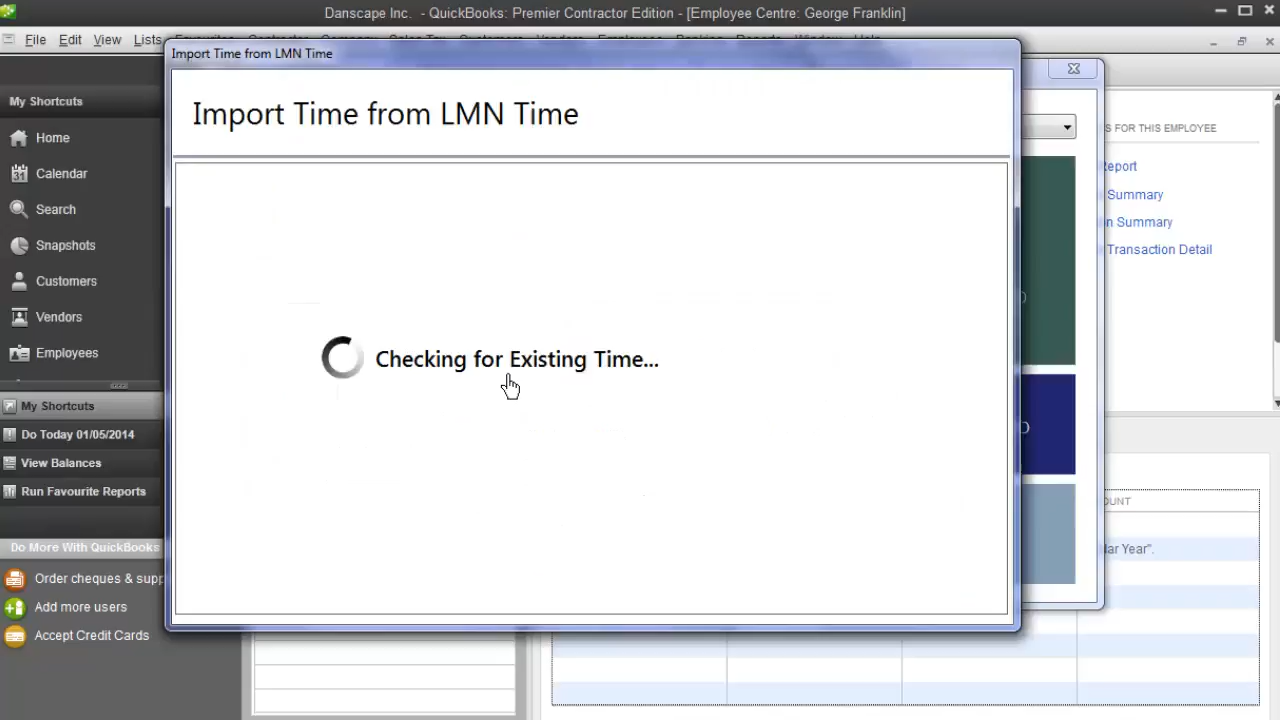 Danscape Inc. - QuickBooks: Premier Contractor Edition - [Employee Centre: George Franklin]
File Edit View Lists
Import Time from LMN Time
Import Time from LMN Time
Checking for Existing Time...
My Shortcuts
Home
Calendar
Search
Snapshots
Customers
Vendors
Employees
My Shortcuts
Do Today 01/05/2014
View Balances
Run Favourite Reports
Do More With QuickBooks
Order cheques & supp
Add more users
Accept Credit Cards
S FOR THIS EMPLOYEE
Report
Summary
n Summary
Transaction Detail
OUNT
dar Year".